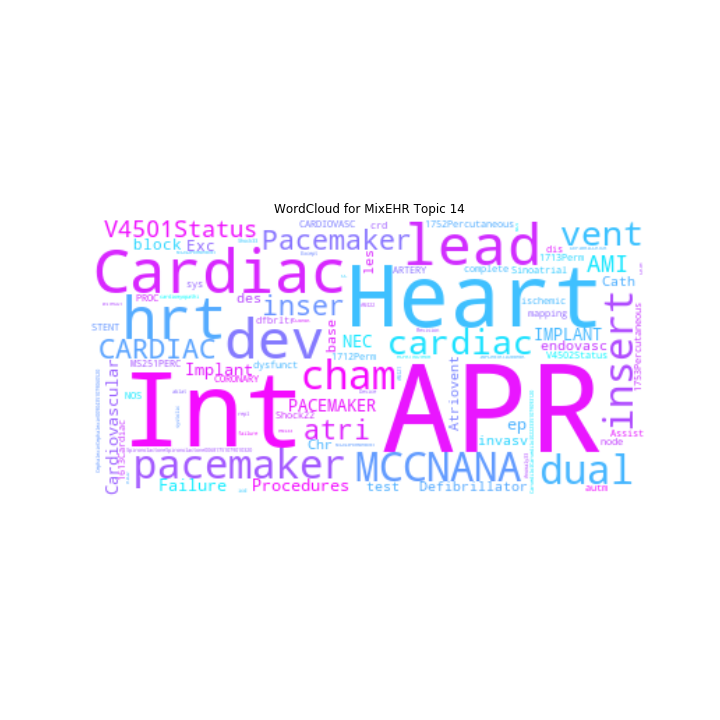 WordCloud for MixEHR Topic 14
V4501Status
CARDIOVASC
crd
1752Percutaneous
vent
block
Exc
Pacemaker
lead
les
dis
1713Perm
AMI
Cardiac
ARTERY
complete
Sinoatrial
Cath
sys
Heart
PROC
des
inser
ischemic
mapping
hrt
dev
dfbrlt
base
STENT
CARDIAC
NEC
cardiac
IMPLANT
endovasc
insert
1753Percutaneous
1712Perm
V4502Status
MS251PERC
Implant
dysfunct
cham
CORONARY
Int
APR
NOS
PACEMAKER
Shock22
atri
Atriovent
ep
Assist
Cardiovascular
Chr
invasv
node
pacemaker
MCCNANA
dual
Failure
Procedures
test
Defibrillator
autm